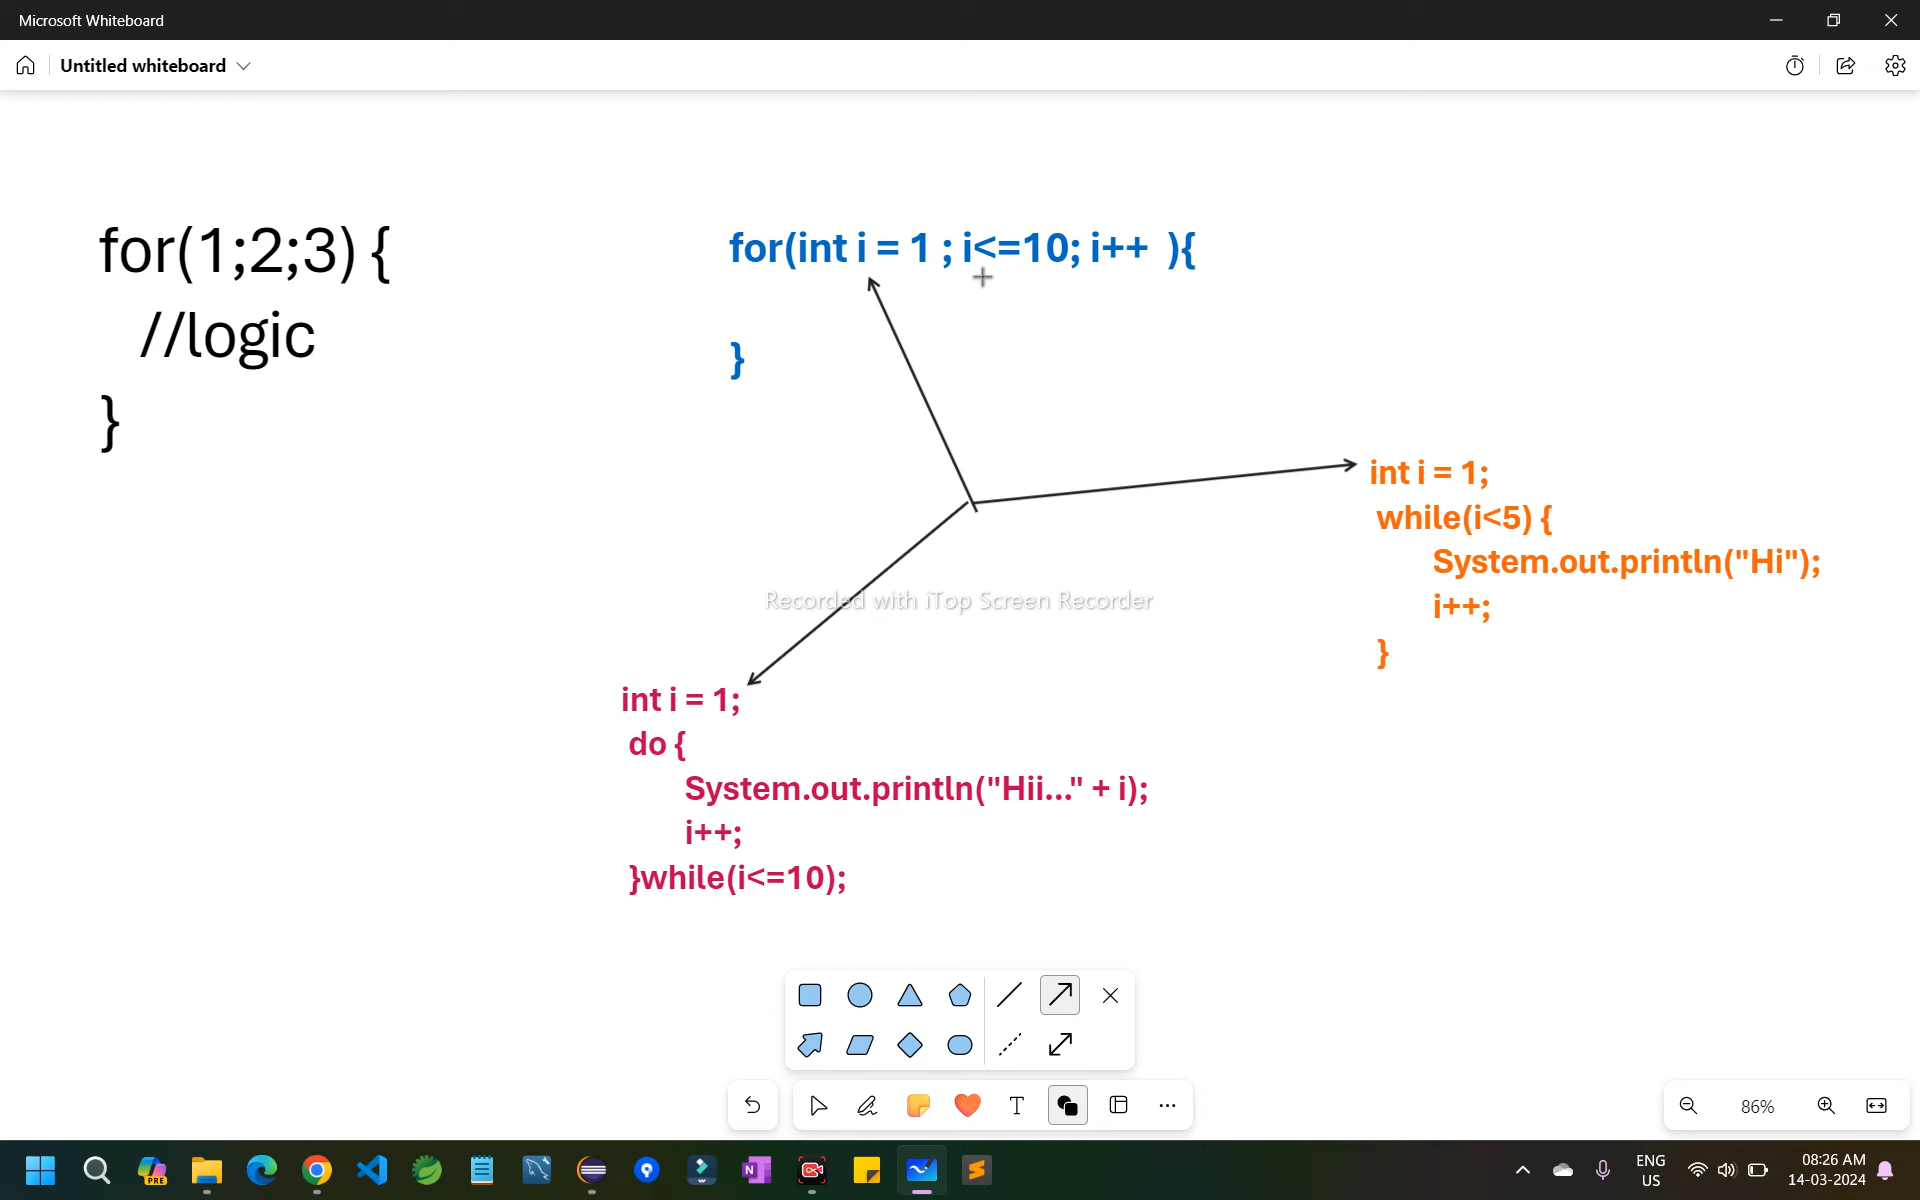 Microsoft Whiteboard
Untitled whiteboard
for(1;2;3) {
//logic
}
for(int i = 1 ; i<=10; i++ ){
}
int i = 1;
while(i<5) {
System.out.println("Hi");
i++;
}
Recorded with iTop Screen Recorder
int i = 1;
do {
System.out.println("Hii..." + i);
i++;
}while(i<=10);
86%
PRE
N
ENG
US
08:26 AM
14-03-2024